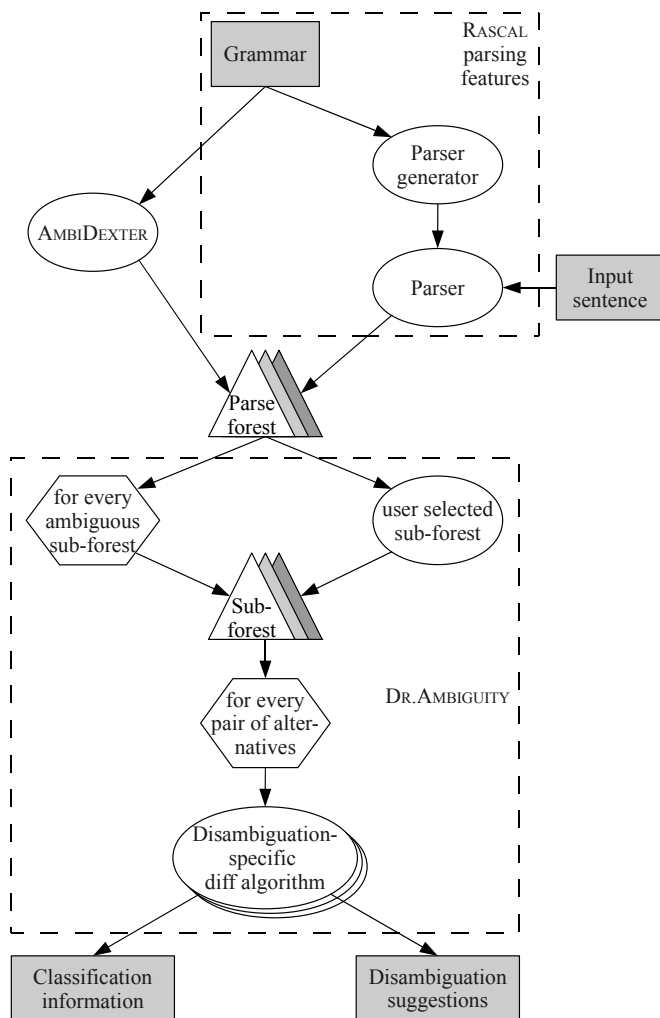 Grammar
RASCAL
parsing
features
Parser
generator
AMBIDEXTER
Parser
Input
sentence
Parse
forest
for every
ambiguous
sub-forest
user selected
sub-forest
Sub-
forest
for every
pair of alter-
natives
DR.AMBIGUITY
Disambiguation-
specific
diff algorithm
Classification
information
Disambiguation
suggestions